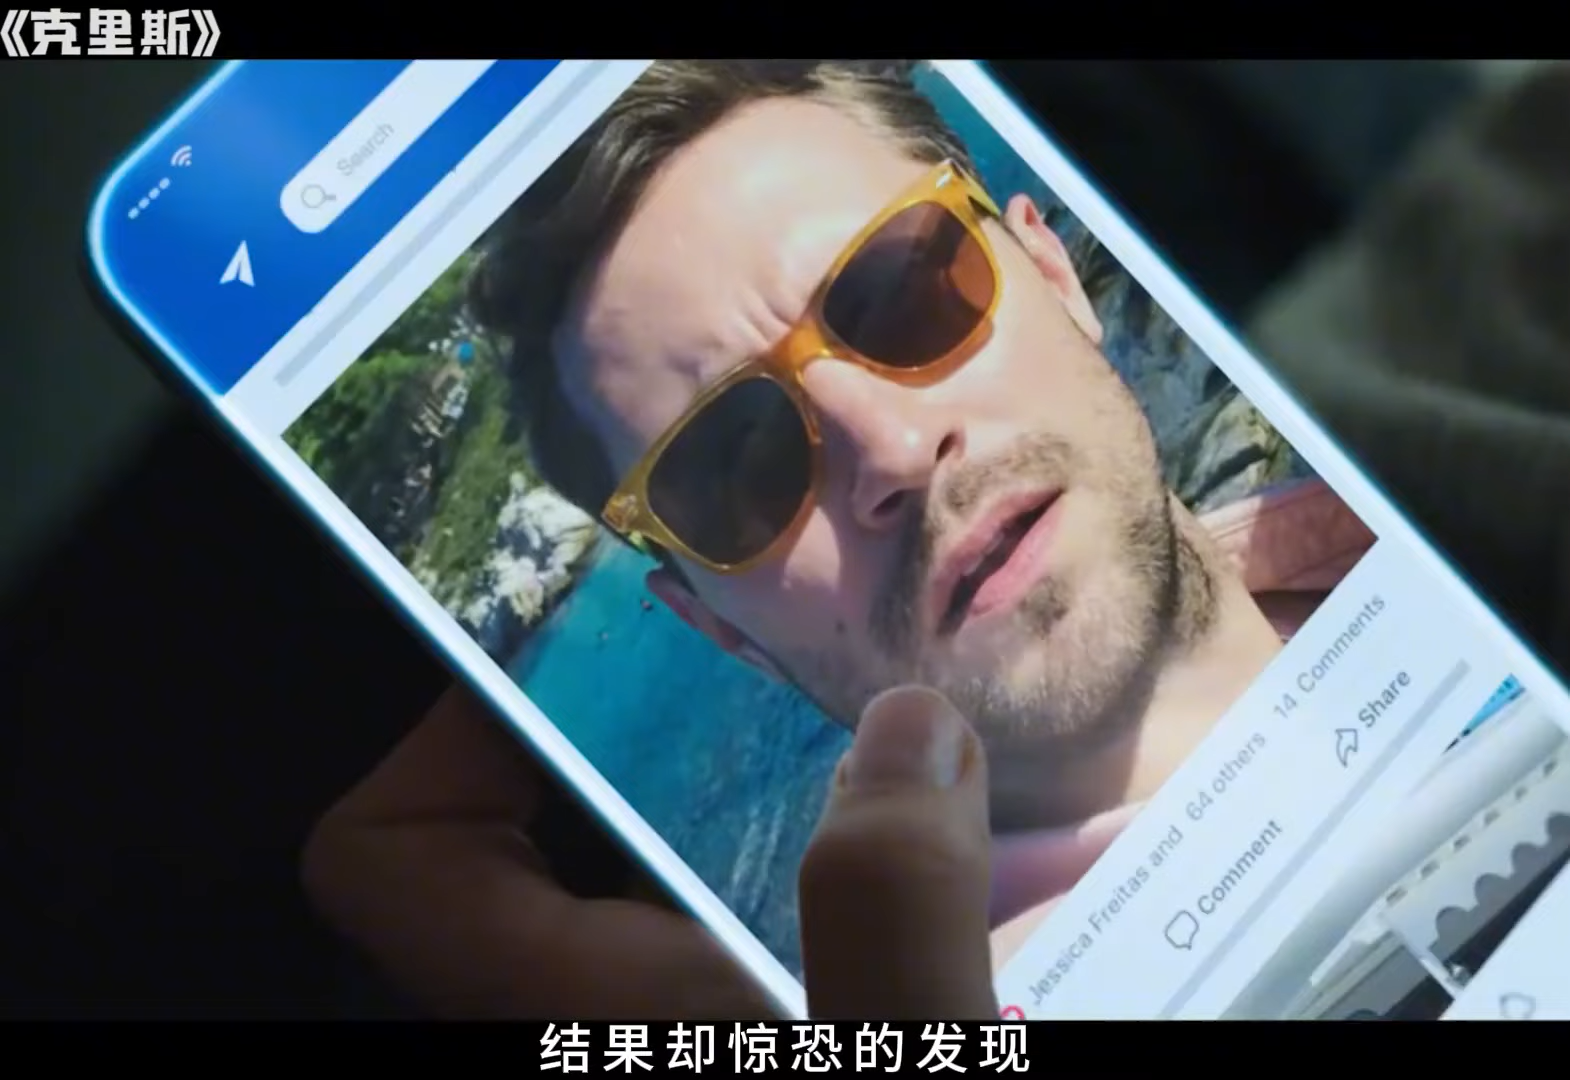 《克里斯》
Search
14 Comments
Jessica Freitas and 64 others
Share
Comment
结果却惊恐的发现